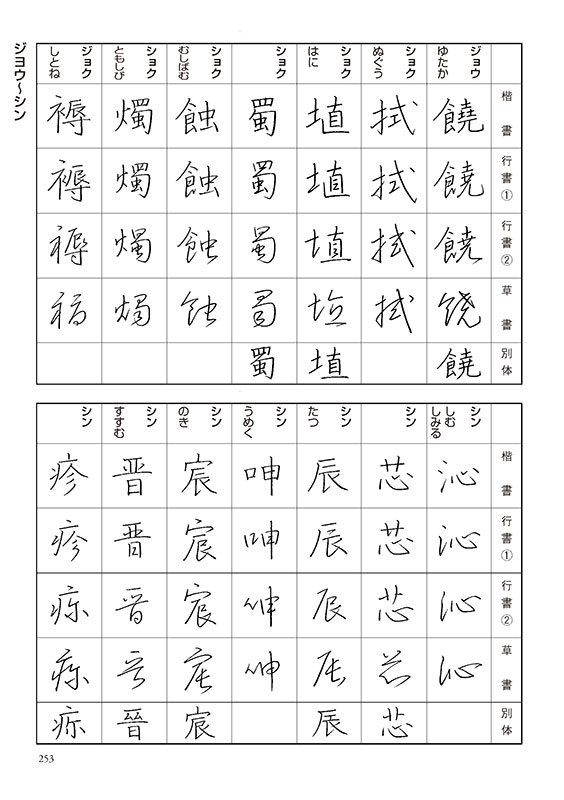 ジョウ〜シン
楷書 行書① 行書② 草書 別体
ジョウ
ゆたか
饒 饒 饒 饒 饒
ショク
ぬぐう
拭 拭 拭 拭
ショク
はに
埴 埴 埴 埴 埴
ショク
蜀 蜀 蜀 蜀 蜀
ショク
むしばむ
蝕 蝕 蝕 蝕
ショク
ともしび
燭 燭 燭 燭
ジョク
しとね
褥 褥 褥 褥
楷書 行書① 行書② 草書 別体
シン
しむ
しみる
沁 沁 沁 沁
シン
芯 芯 芯 芯 芯
シン
たつ
辰 辰 辰 辰 辰
シン
うめく
呻 呻 呻 呻
シン
のき
宸 宸 宸 宸 宸
シン
すすむ
晋 晋 晋 晋 晉
シン
疹 疹 疹 疹
253